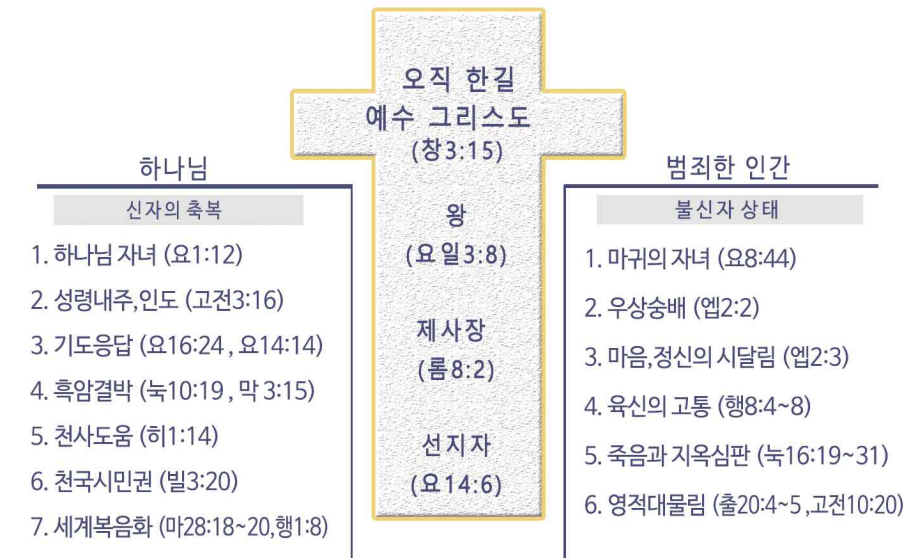 오직 한길
예수 그리스도
(창3:15)
왕
(요일3:8)
제사장
(롬8:2)
선지자
(요14:6)
하나님
신자의 축복
1. 하나님 자녀 (요1:12)
2. 성령내주,인도 (고전3:16)
3. 기도응답 (요16:24 , 요14:14)
4. 흑암결박 (눅10:19 , 막 3:15)
5. 천사도움 (히1:14)
6. 천국시민권 (빌3:20)
7. 세계복음화 (마28:18~20,행1:8)
범죄한 인간
불신자 상태
1. 마귀의 자녀 (요8:44)
2. 우상숭배 (엡2:2)
3. 마음,정신의 시달림 (엡2:3)
4. 육신의 고통 (행8:4~8)
5. 죽음과 지옥심판 (눅16:19~31)
6. 영적대물림 (출20:4~5 ,고전10:20)